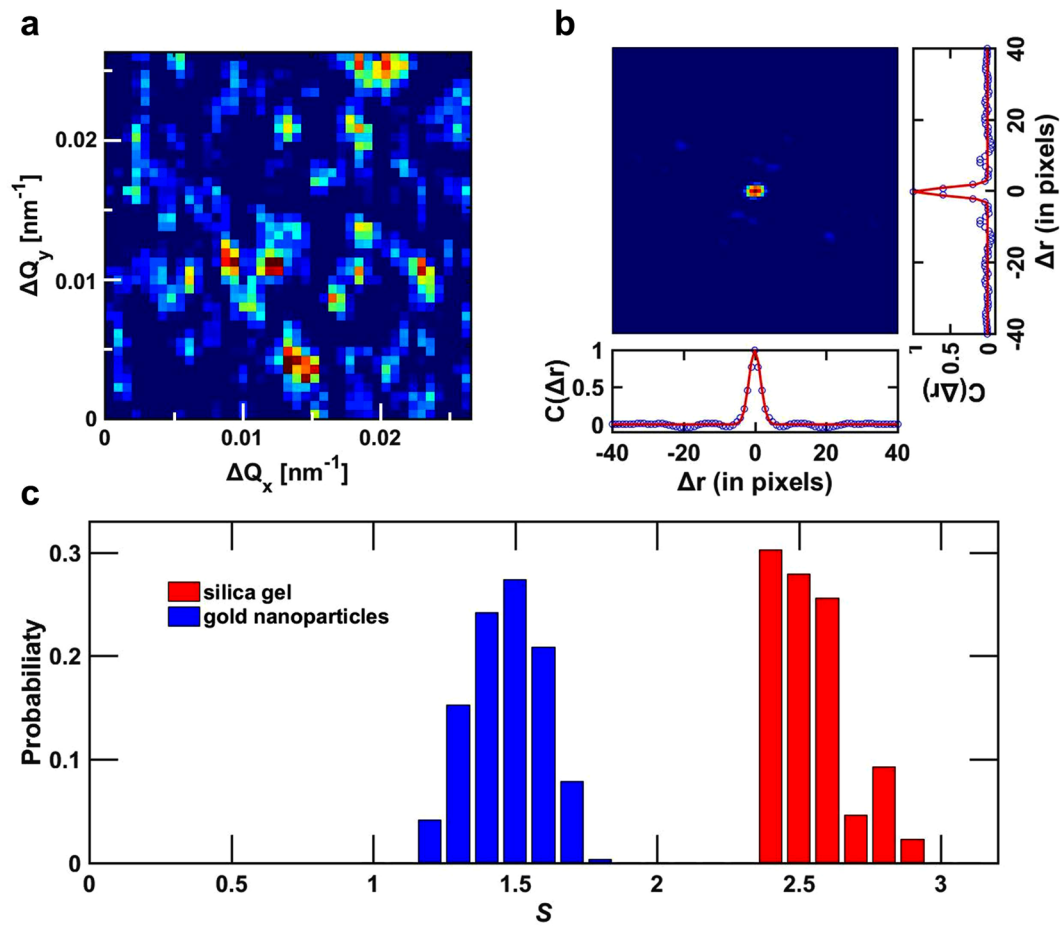 a
b
0.02
0.01
0
0.01
0.02
ΔQy [nm-1]
ΔQx [nm-1]
40
20
0
-20
-40
Δr (in pixels)
1
0.5
0
C(Δr)
1
0.5
0
C(Δr)
-40
-20
0
20
40
Δr (in pixels)
c
0.3
0.2
0.1
0
Probabiliaty
silica gel
gold nanoparticles
0
0.5
1
1.5
2
2.5
3
S